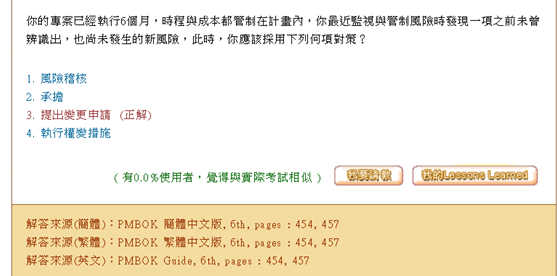 你的專案已經執行6個月，時程與成本都管制在計畫內，你最近監視與管制風險時發現一項之前未曾
辨識出，也尚未發生的新風險，此時，你應該採用下列何項對策？
1. 風險稽核
2. 承擔
3. 提出變更申請 (正解)
4. 執行權變措施
( 有0.0%使用者，覺得與實際考試相似 )
我要請教
我的Lessons Learned
解答來源(簡體)：PMBOK 簡體中文版, 6th, pages : 454, 457
解答來源(繁體)：PMBOK 繁體中文版, 6th, pages : 454, 457
解答來源(英文)：PMBOK Guide, 6th, pages : 454, 457